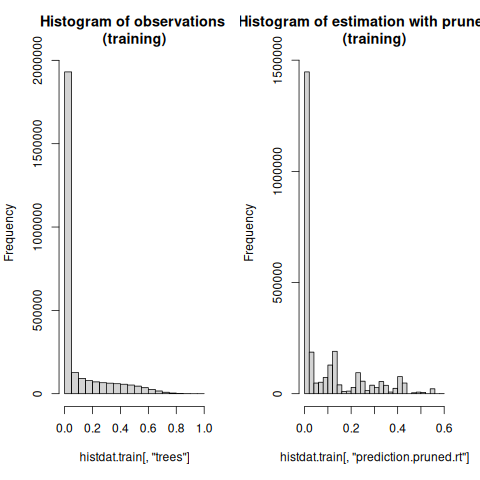 Histogram of observations
(training)
Frequency
0
500000
1000000
1500000
2000000
0.0 0.2 0.4 0.6 0.8 1.0
histdat.train[, "trees"]
Histogram of estimation with prune
(training)
Frequency
0
500000
1000000
1500000
0.0 0.2 0.4 0.6
histdat.train[, "prediction.pruned.rt"]